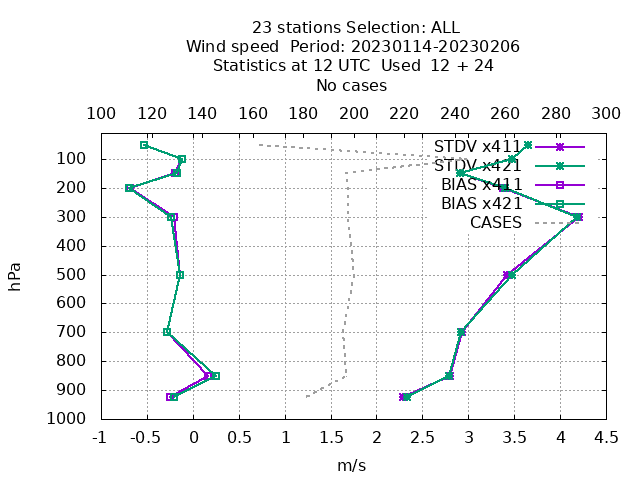 23 stations Selection: ALL
Wind speed  Period: 20230114-20230206
Statistics at 12 UTC  Used  12 + 24
No cases
100 120 140 160 180 200 220 240 260 280 300
STDV x411
STDV x421
BIAS x411
BIAS x421
CASES
100
200
300
400
500
600
700
800
900
1000
hPa
-1 -0.5 0 0.5 1 1.5 2 2.5 3 3.5 4 4.5
m/s